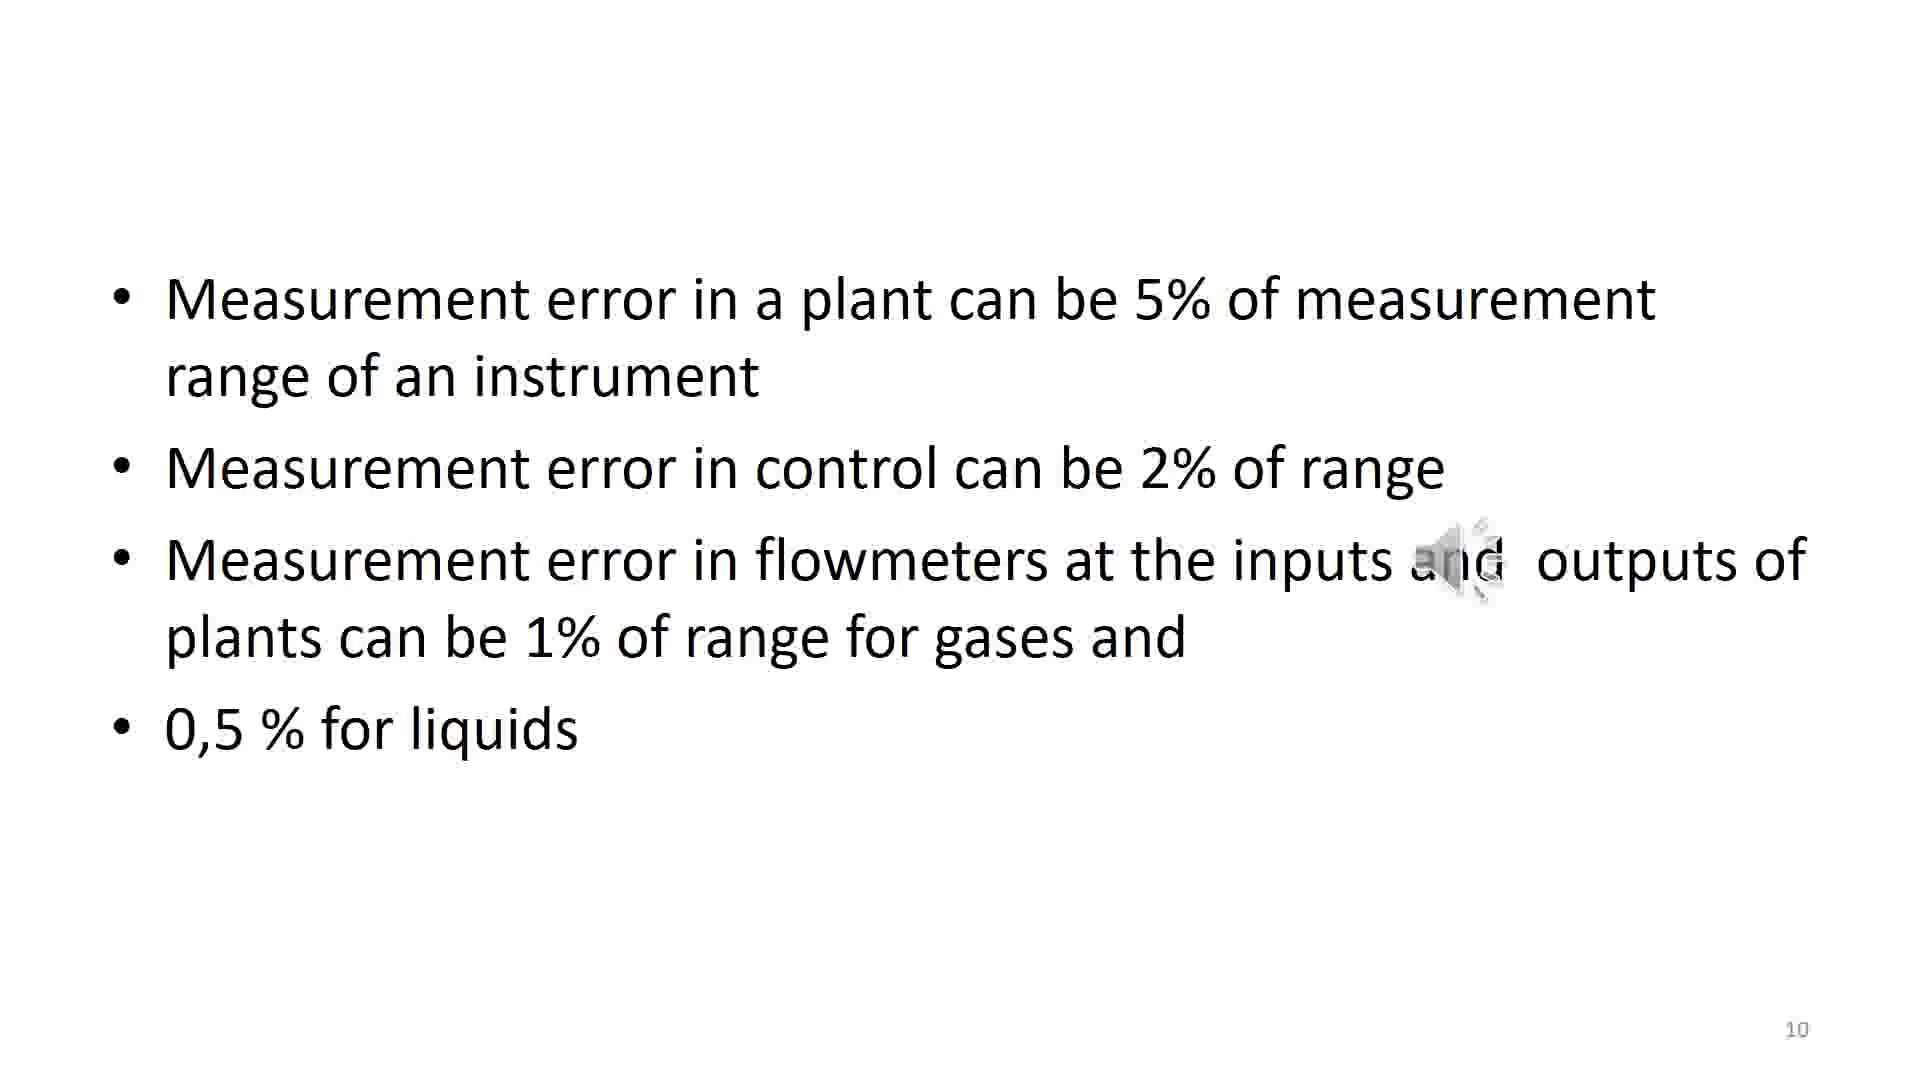 • Measurement error in a plant can be 5% of measurement
range of an instrument
• Measurement error in control can be 2% of range
• Measurement error in flowmeters at the inputs and outputs of
plants can be 1% of range for gases and
• 0,5 % for liquids
10